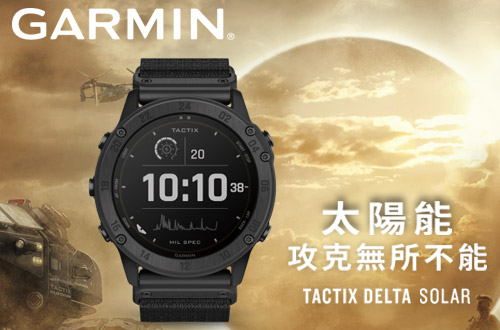 GARMIN®
TACTIX
20
10:10 38
MIL SPEC
GARMIN
太陽能
攻克無所不能
TACTIX DELTA SOLAR